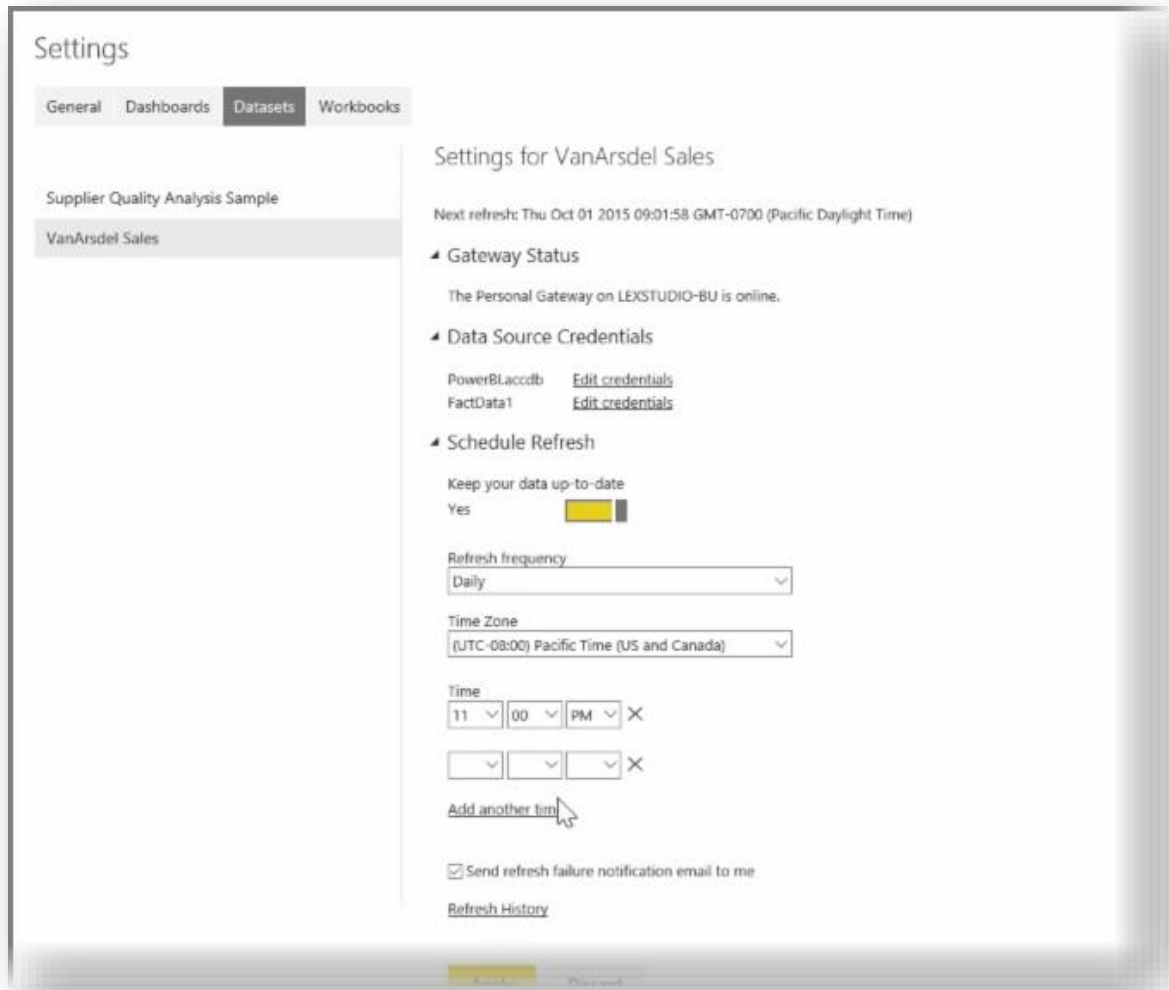 Settings
General Dashboards Datasets Workbooks
Supplier Quality Analysis Sample
VanArsdel Sales
Settings for VanArsdel Sales
Next refresh: Thu Oct 01 2015 09:01:58 GMT-0700 (Pacific Daylight Time)
Gateway Status
The Personal Gateway on LEXSTUDIO-BU is online.
Data Source Credentials
PowerBI.accdb Edit credentials
FactData1 Edit credentials
Schedule Refresh
Keep your data up-to-date
Yes
Refresh frequency
Daily
Time Zone
(UTC-08:00) Pacific Time (US and Canada)
Time
11 00 PM
Add another tim
Send refresh failure notification email to me
Refresh History